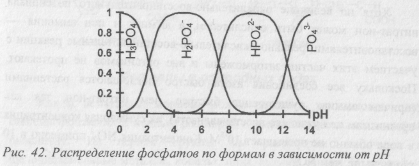 1
0.8
0.6
0.4
0.2
0
H3PO4
H2PO4⁻
HPO4²⁻
PO4³⁻
0 2 4 6 8 10 12 14 pH
Рис. 42. Распределение фосфатов по формам в зависимости от рН